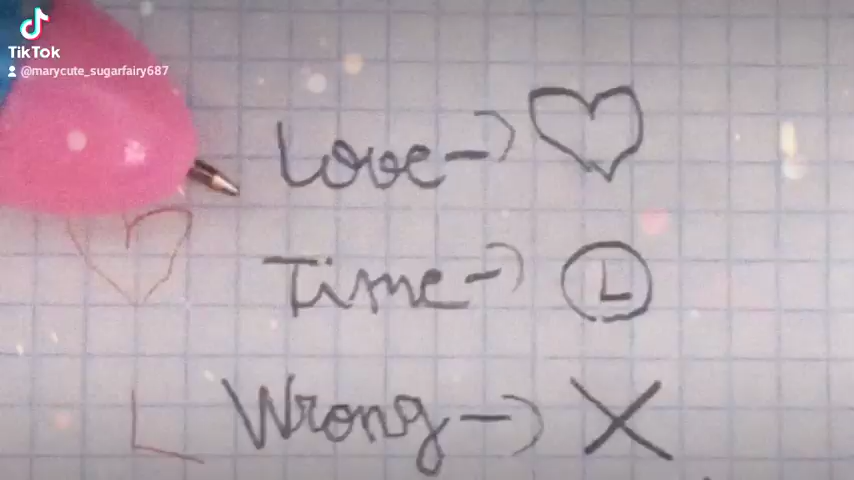 TikTok
@marycute_sugarfairy687
Love →
Time → L
Wrong → X